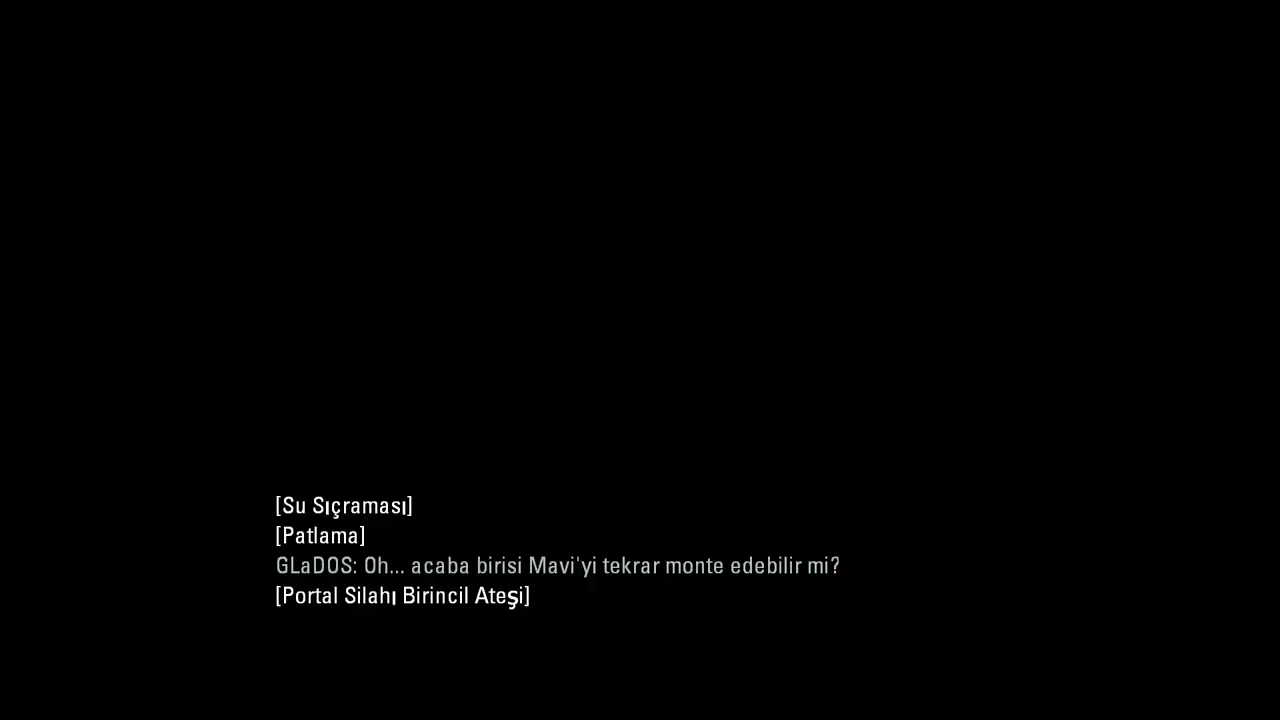 [Su Sıçraması]
[Patlama]
GLaDOS: Oh... acaba birisi Mavi'yi tekrar monte edebilir mi?
[Portal Silahı Birincil Ateşi]